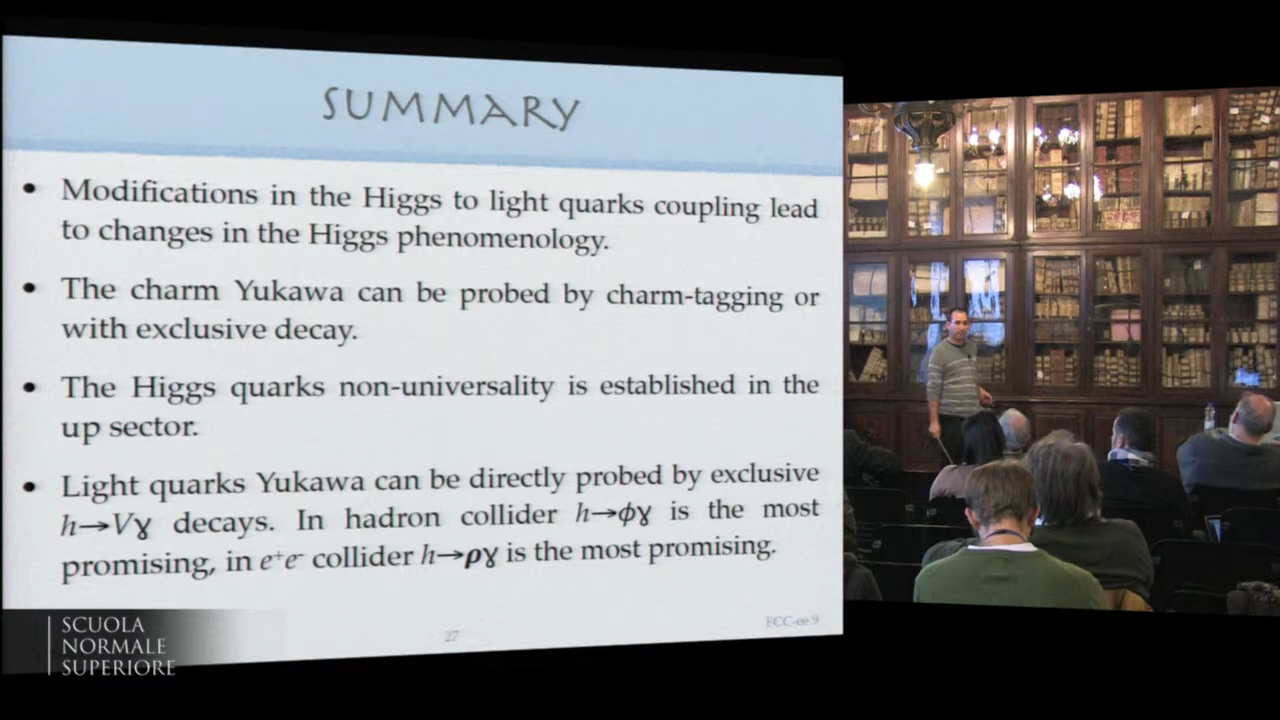 SUMMARY
• Modifications in the Higgs to light quarks coupling lead
to changes in the Higgs phenomenology.
• The charm Yukawa can be probed by charm-tagging or
with exclusive decay.
• The Higgs quarks non-universality is established in the
up sector.
• Light quarks Yukawa can be directly probed by exclusive
h→Vɣ decays. In hadron collider h→ϕɣ is the most
promising, in e⁺e⁻ collider h→ρɣ is the most promising.
27
FCC-ee 9
SCUOLA
NORMALE
SUPERIORE